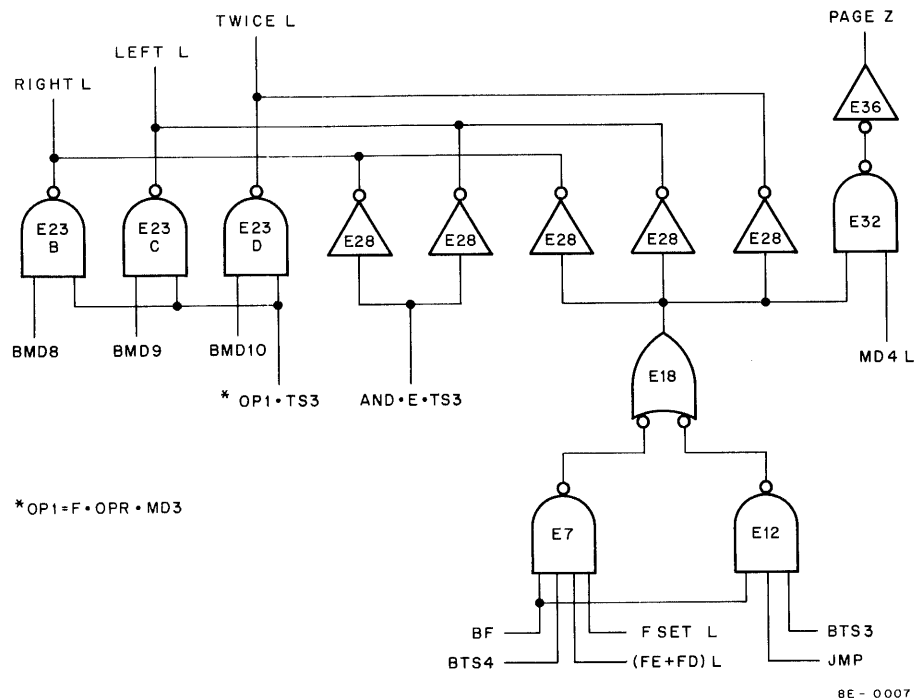 TWICE L
PAGE Z
LEFT L
RIGHT L
E36
E23
B
E23
C
E23
D
E28
E28
E28
E28
E28
E32
BMD8
BMD9
BMD10
* OP1•TS3
AND•E•TS3
MD4 L
E18
*OP1=F•OPR•MD3
E7
E12
BF
F SET L
BTS3
BTS4
(FE+FD) L
JMP
8E-0007